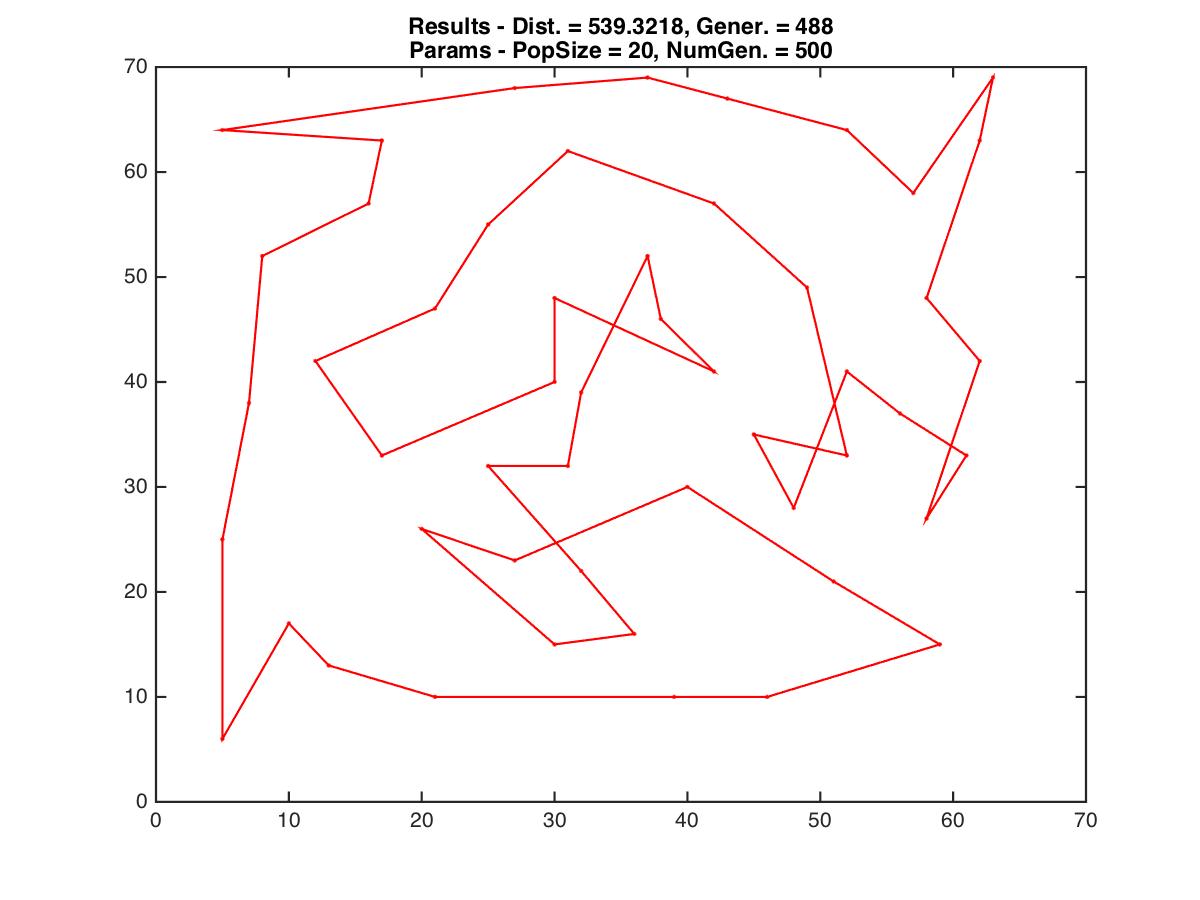 Results - Dist. = 539.3218, Gener. = 488
Params - PopSize = 20, NumGen. = 500
70
60
50
40
30
20
10
0
0 10 20 30 40 50 60 70